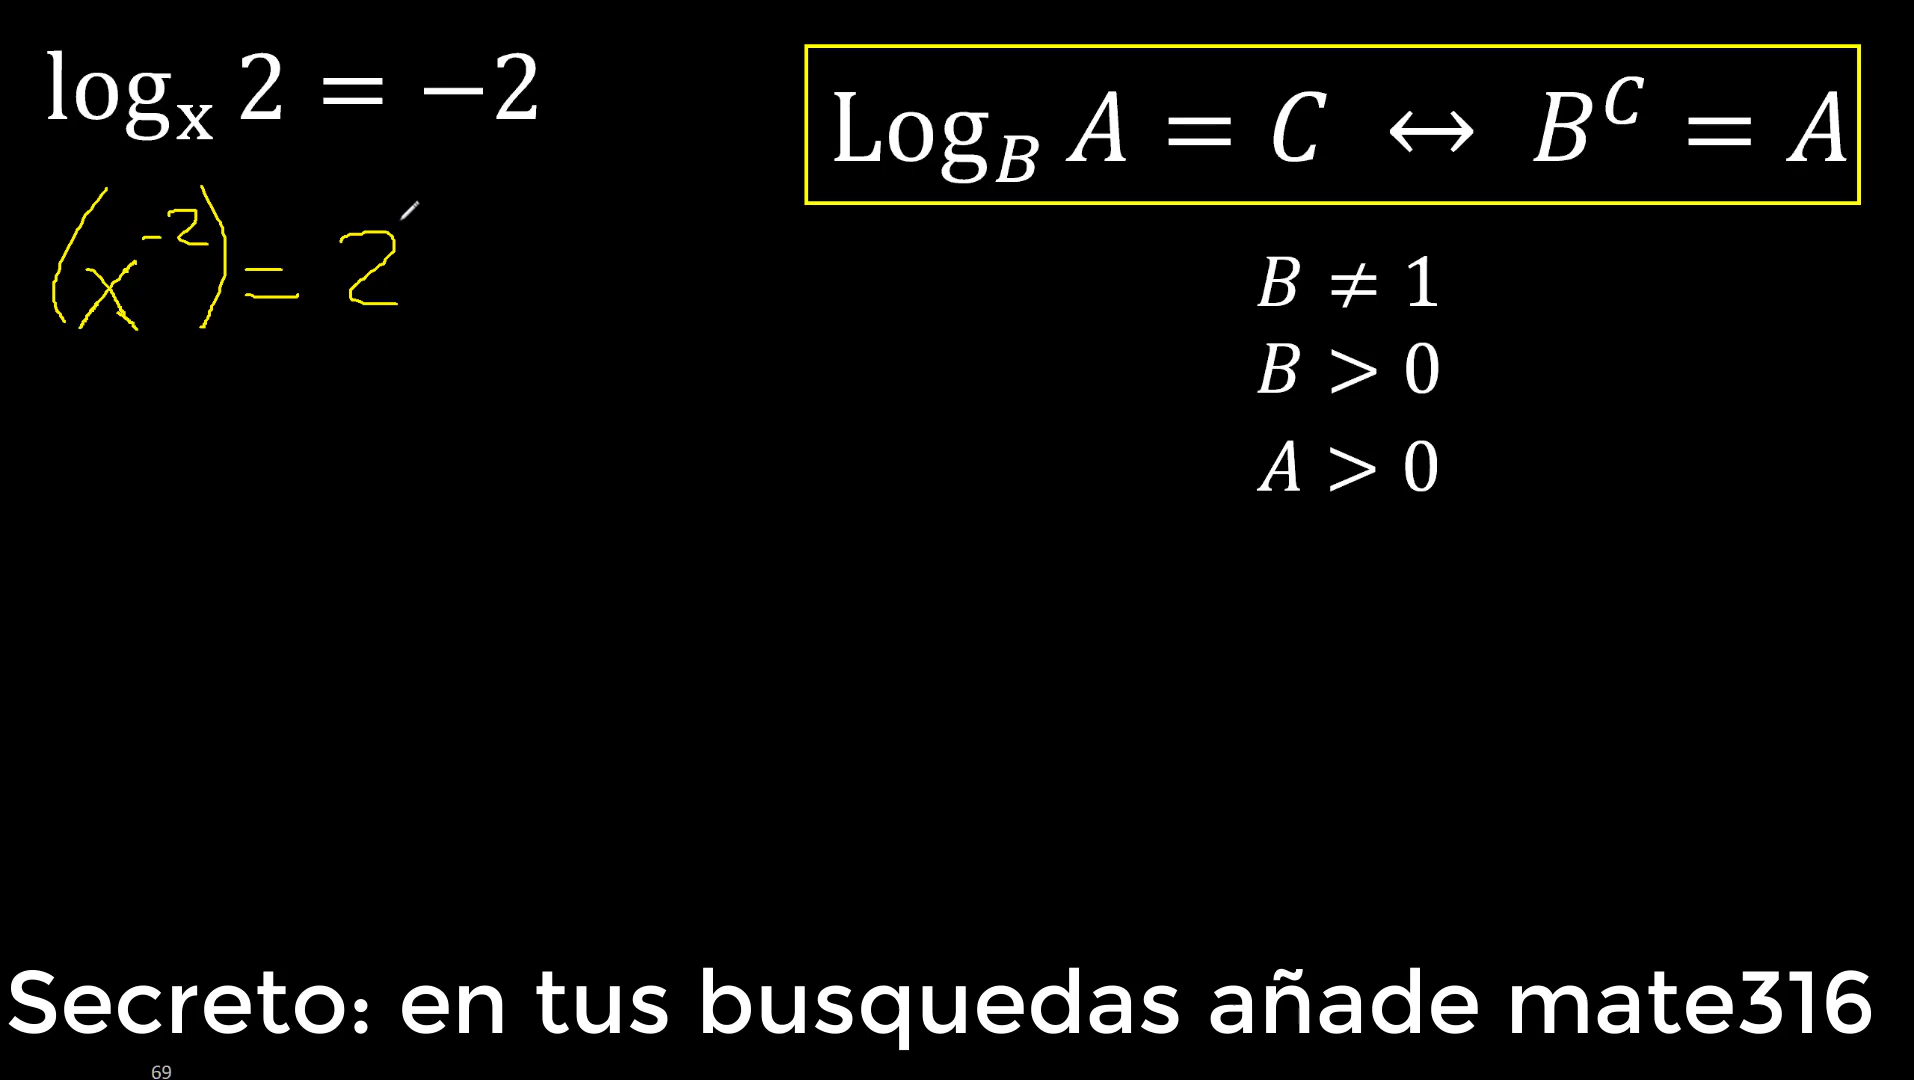 logₓ 2 = −2
(x⁻²) = 2
Log_B A = C ↔ B^C = A
B ≠ 1
B > 0
A > 0
Secreto: en tus busquedas añade mate316
69